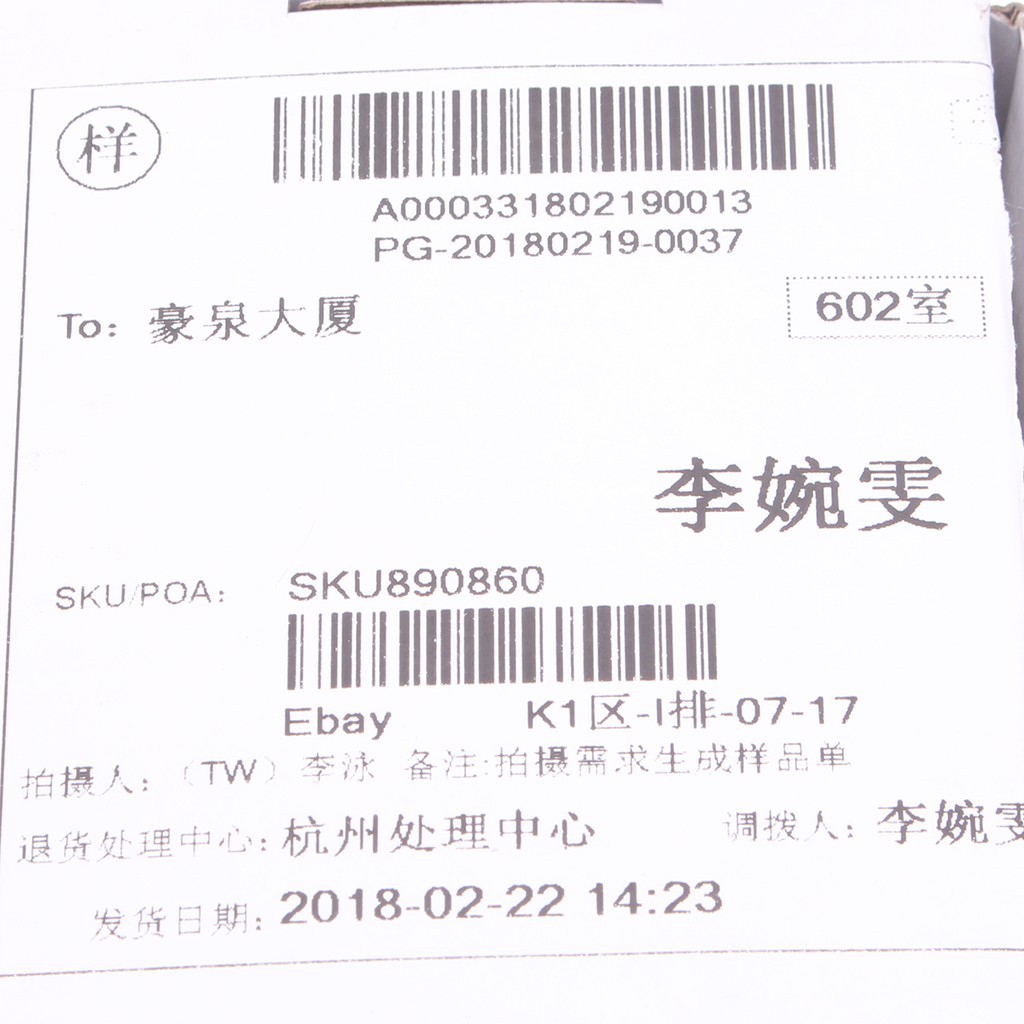 样
A000331802190013
PG-20180219-0037
To: 豪泉大厦 602室
李婉雯
SKU/POA: SKU890860
Ebay K1区-I排-07-17
拍摄人:（TW）李泳 备注:拍摄需求生成样品单
退货处理中心: 杭州处理中心 调拨人: 李婉雯
发货日期: 2018-02-22 14:23